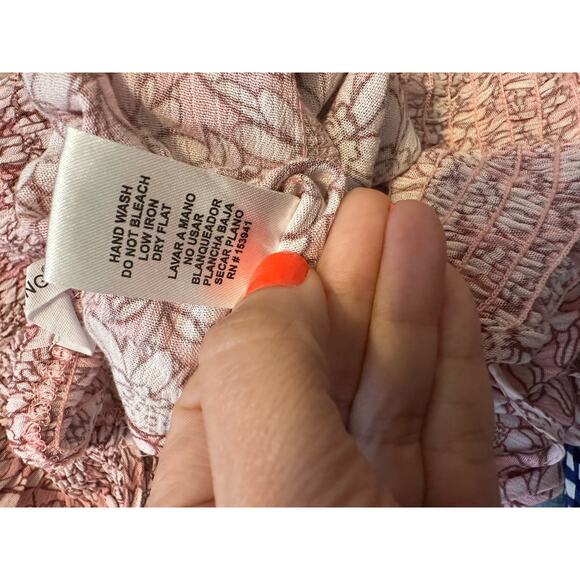 HAND WASH
DO NOT BLEACH
LOW IRON
DRY FLAT
LAVAR A MANO
NO USAR
BLANQUEADOR
PLANCHA BAJA
SECAR PLANO
RN # 153941